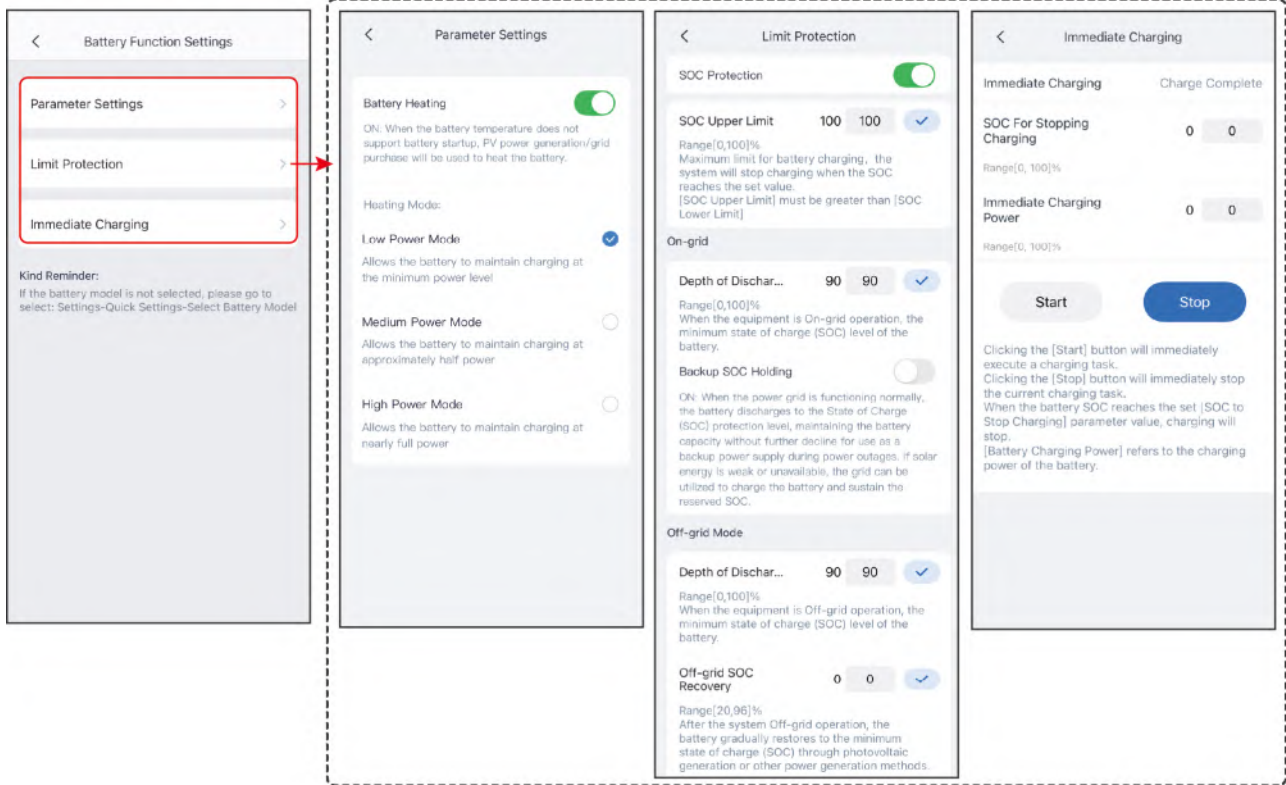 Battery Function Settings
Parameter Settings
Limit Protection
Immediate Charging
Kind Reminder:
If the battery model is not selected, please go to
select: Settings-Quick Settings-Select Battery Model
Parameter Settings
Battery Heating
ON: When the battery temperature does not
support battery startup, PV power generation/grid
purchase will be used to heat the battery.
Heating Mode:
Low Power Mode
Allows the battery to maintain charging at
the minimum power level
Medium Power Mode
Allows the battery to maintain charging at
approximately half power
High Power Mode
Allows the battery to maintain charging at
nearly full power
Limit Protection
SOC Protection
SOC Upper Limit 100 100
Range[0,100]%
Maximum limit for battery charging, the
system will stop charging when the SOC
reaches the set value.
[SOC Upper Limit] must be greater than [SOC
Lower Limit]
On-grid
Depth of Dischar... 90 90
Range[0,100]%
When the equipment is On-grid operation, the
minimum state of charge (SOC) level of the
battery.
Backup SOC Holding
ON: When the power grid is functioning normally,
the battery discharges to the State of Charge
(SOC) protection level, maintaining the battery
capacity without further decline for use as a
backup power supply during power outages. If solar
energy is weak or unavailable, the grid can be
utilized to charge the battery and sustain the
reserved SOC.
Off-grid Mode
Depth of Dischar... 90 90
Range[0,100]%
When the equipment is Off-grid operation, the
minimum state of charge (SOC) level of the
battery.
Off-grid SOC
Recovery 0 0
Range[20,96]%
After the system Off-grid operation, the
battery gradually restores to the minimum
state of charge (SOC) through photovoltaic
generation or other power generation methods.
Immediate Charging
Immediate Charging Charge Complete
SOC For Stopping
Charging 0 0
Range[0, 100]%
Immediate Charging
Power 0 0
Range[0, 100]%
Start Stop
Clicking the [Start] button will immediately
execute a charging task.
Clicking the [Stop] button will immediately stop
the current charging task.
When the battery SOC reaches the set [SOC to
Stop Charging] parameter value, charging will
stop.
[Battery Charging Power] refers to the charging
power of the battery.